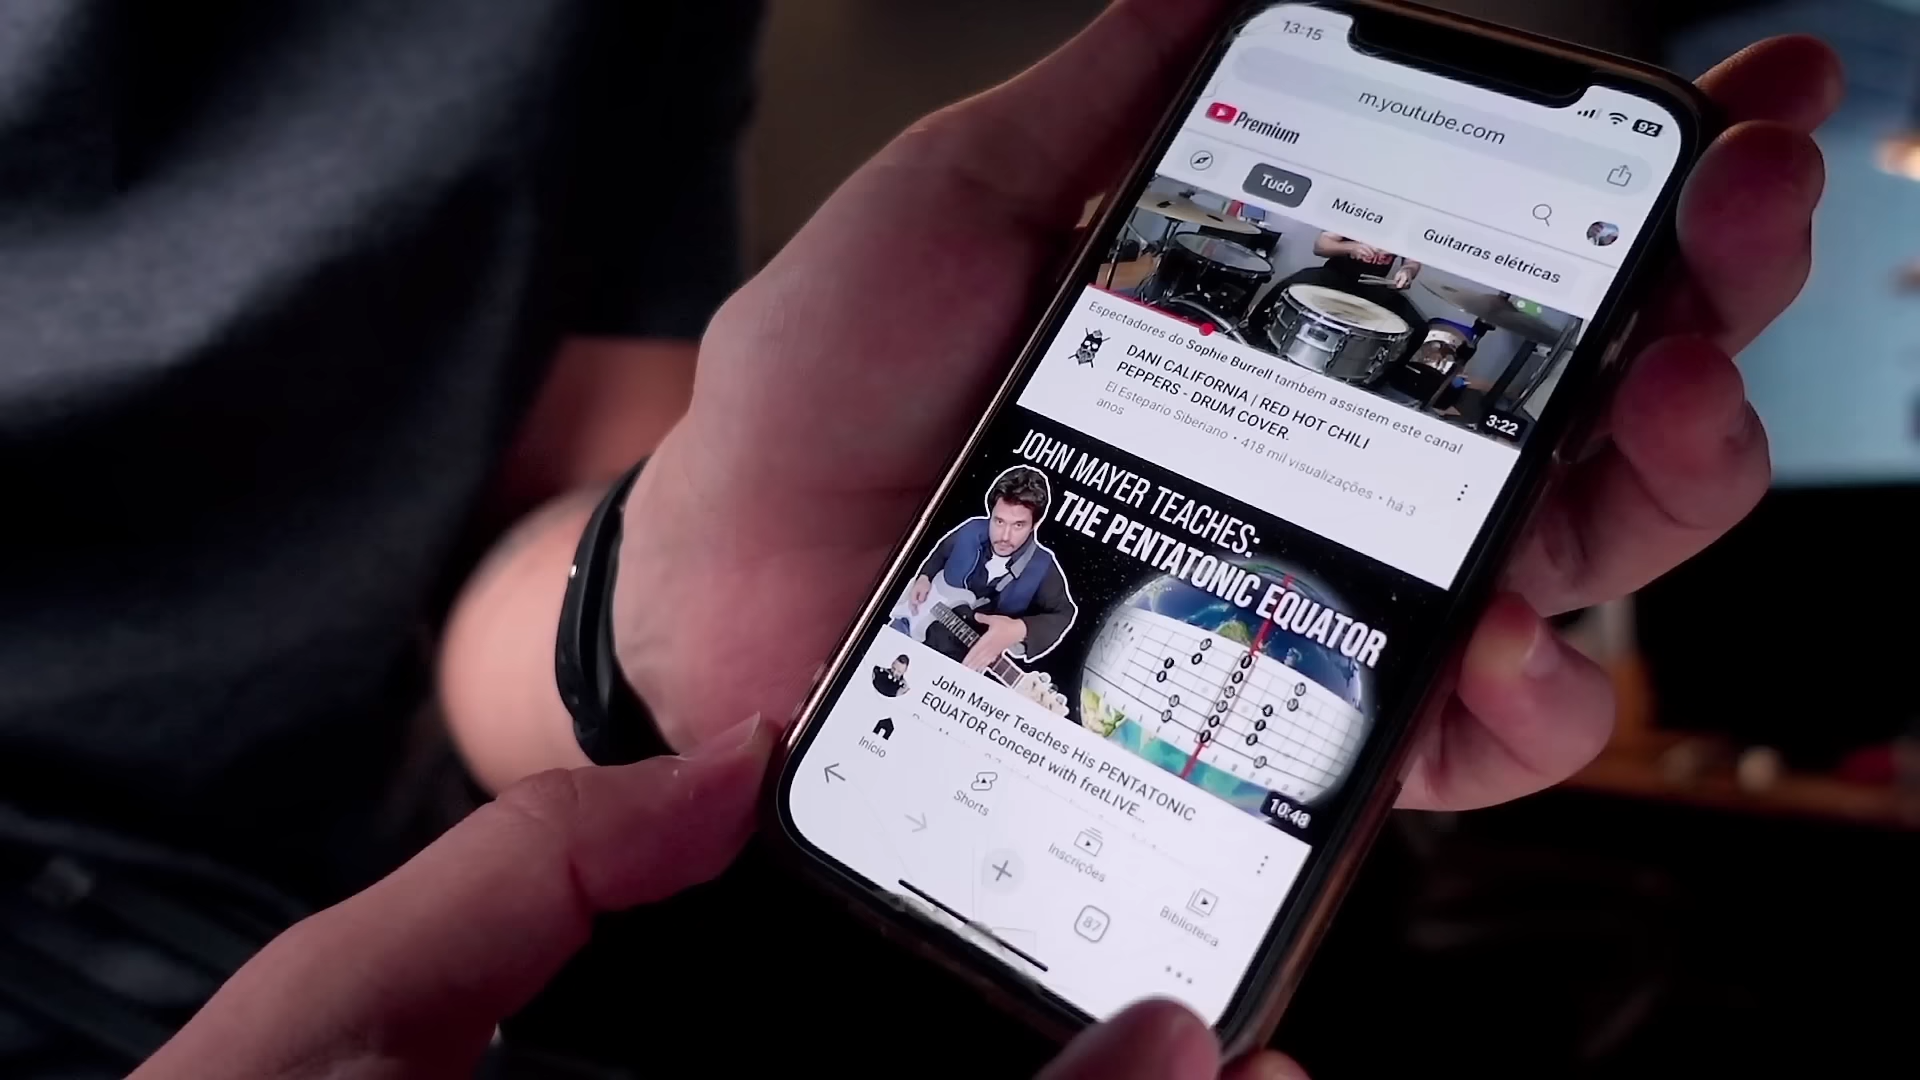 13:15
92
m.youtube.com
Premium
Tudo
Música
Guitarras elétricas
3:22
Espectadores do Sophie Burrell também assistem este canal
DANI CALIFORNIA | RED HOT CHILI
PEPPERS - DRUM COVER.
El Estepario Siberiano • 418 mil visualizações • há 3
anos
JOHN MAYER TEACHES:
THE PENTATONIC EQUATOR
10:48
John Mayer Teaches His PENTATONIC
EQUATOR Concept with fretLIVE...
Início
Shorts
Inscrições
Biblioteca
87